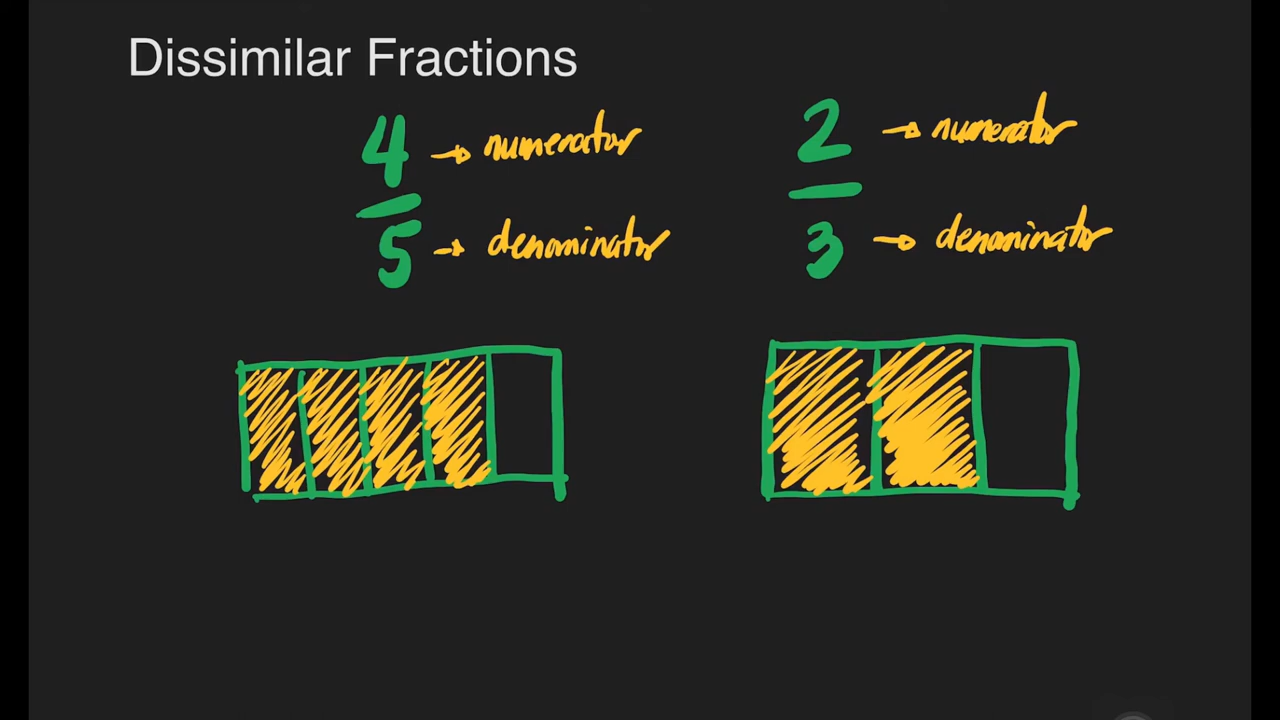 Dissimilar Fractions
4 → numerator
5 → denominator
2 → numerator
3 → denominator